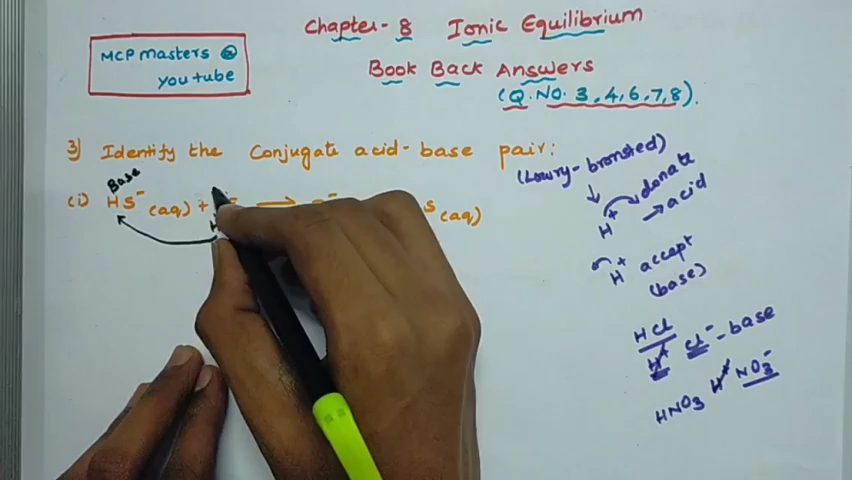 Chapter - 8 Ionic Equilibrium
MCP masters @
youtube
Book Back Answers
(Q. NO. 3, 4, 6, 7, 8).
3) Identify the Conjugate acid - base pair:
(Lowry - bronsted)
Base
(i) HS⁻ (aq) +
S (aq)
H⁺ donate
→ acid
H⁺ accept
(base)
HCl
H⁺ Cl⁻ - base
HNO₃ H⁺ NO₃⁻